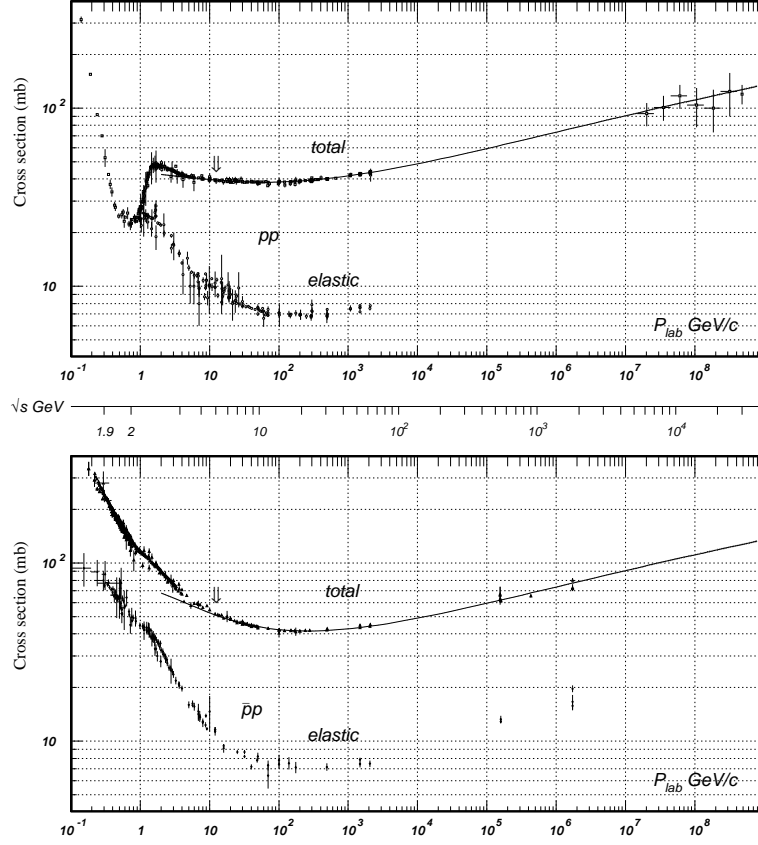 Cross section (mb)
10²
10
total
⇓
pp
elastic
P_lab GeV/c
10⁻¹ 1 10 10² 10³ 10⁴ 10⁵ 10⁶ 10⁷ 10⁸
√s GeV
1.9 2 10 10² 10³ 10⁴
Cross section (mb)
10²
10
total
⇓
p̄p
elastic
P_lab GeV/c
10⁻¹ 1 10 10² 10³ 10⁴ 10⁵ 10⁶ 10⁷ 10⁸